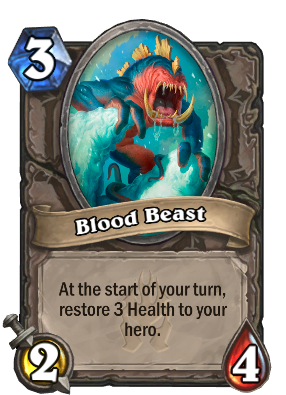 3
Blood Beast
At the start of your turn,
restore 3 Health to your
hero.
2
4